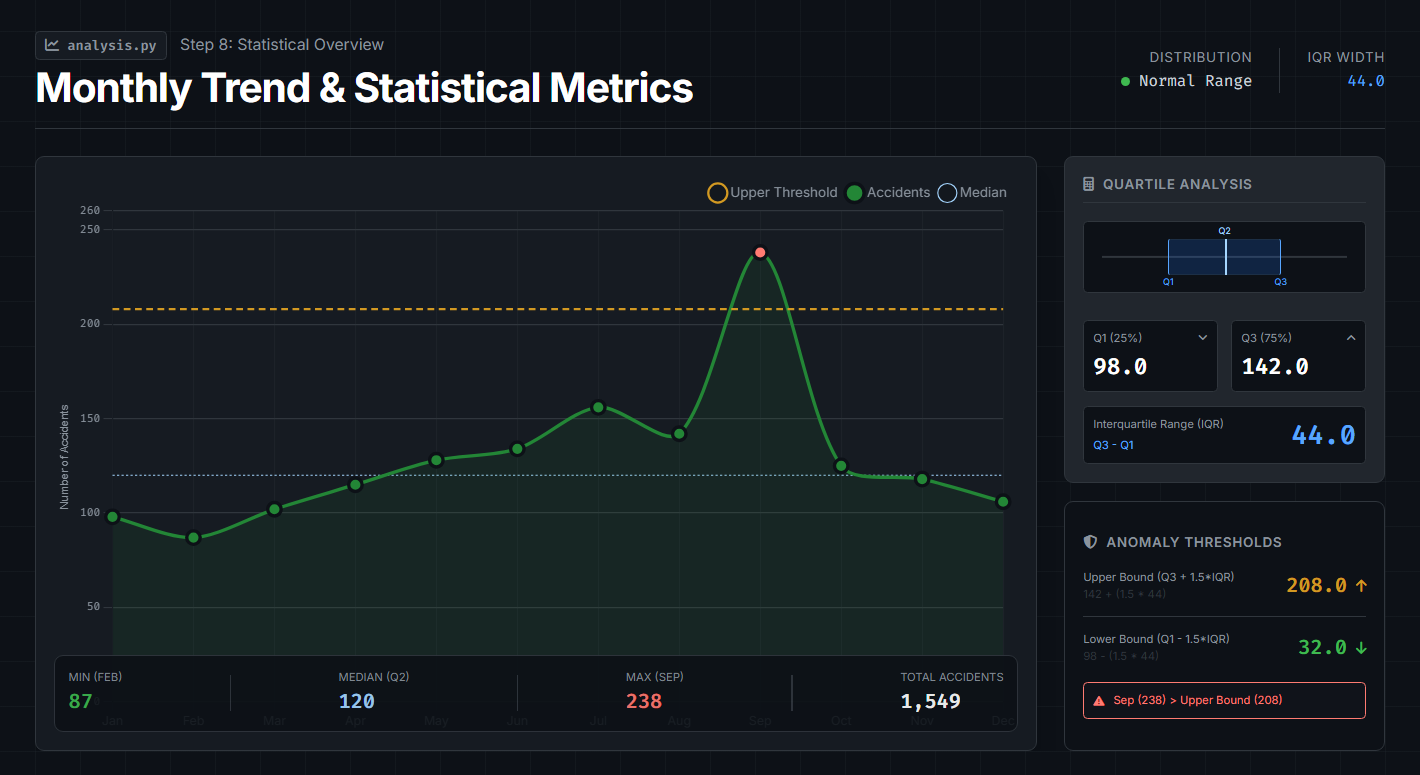 analysis.py Step 8: Statistical Overview
Monthly Trend & Statistical Metrics
DISTRIBUTION
Normal Range
IQR WIDTH
44.0
Upper Threshold Accidents Median
260
250
200
150
100
50
Number of Accidents
MIN (FEB)
87
MEDIAN (Q2)
120
MAX (SEP)
238
TOTAL ACCIDENTS
1,549
Jan Feb Mar Apr May Jun Jul Aug Sep Oct Nov Dec
QUARTILE ANALYSIS
Q2
Q1 Q3
Q1 (25%)
98.0
Q3 (75%)
142.0
Interquartile Range (IQR)
Q3 - Q1
44.0
ANOMALY THRESHOLDS
Upper Bound (Q3 + 1.5*IQR)
142 + (1.5 * 44)
208.0
Lower Bound (Q1 - 1.5*IQR)
98 - (1.5 * 44)
32.0
Sep (238) > Upper Bound (208)